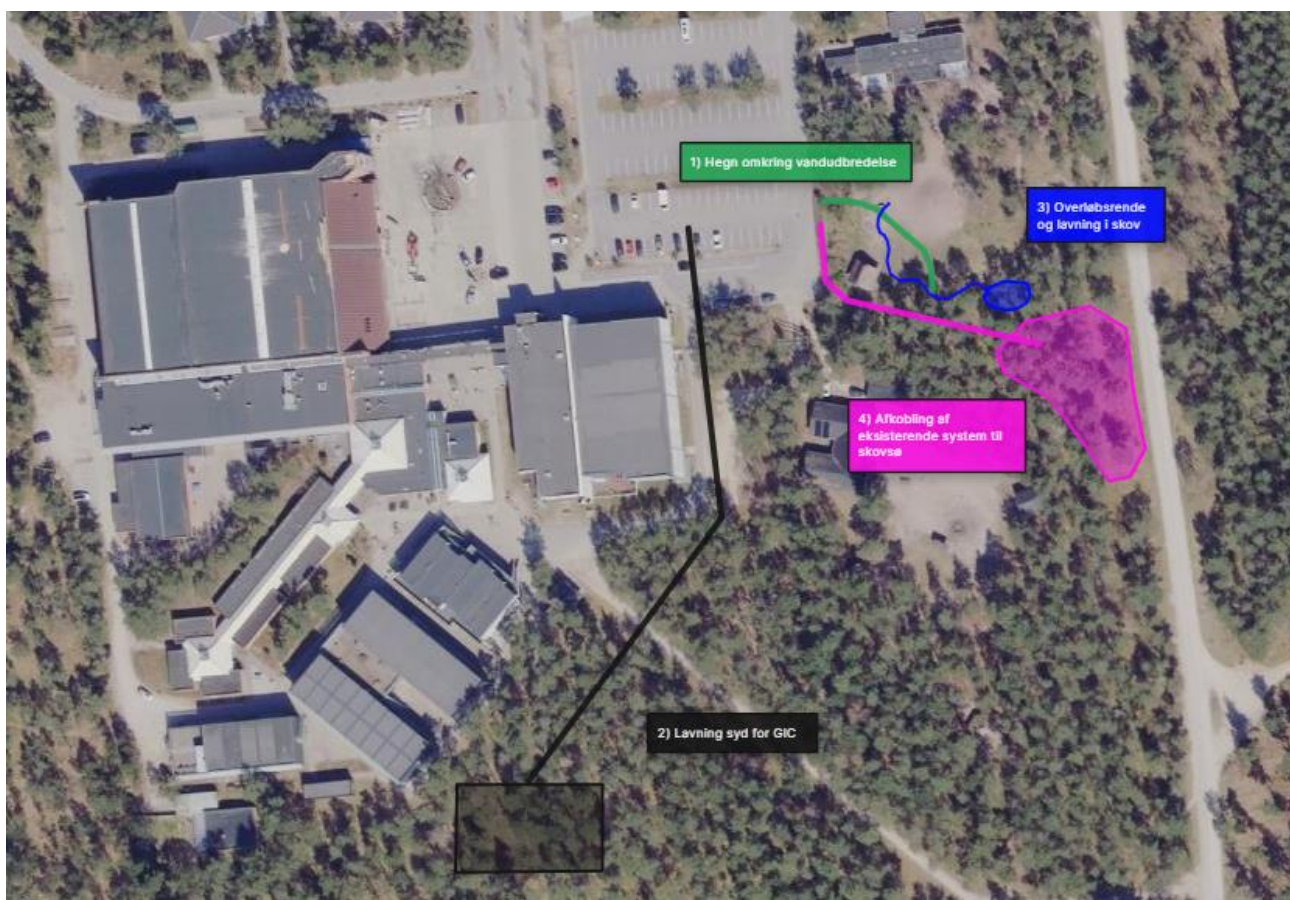 1) Hegn omkring vandudbredelse
3) Overløbsrende
og lavning i skov
4) Afkobling af
eksisterende system til
skovsø
2) Lavning syd for GIC